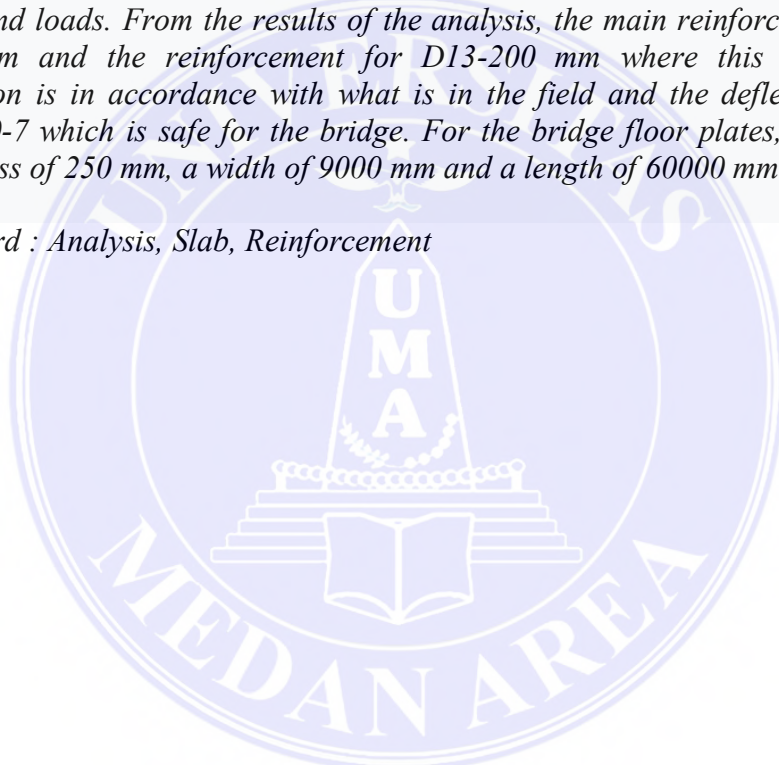 nd loads. From the results of the analysis, the main reinforc
m and the reinforcement for D13-200 mm where this
on is in accordance with what is in the field and the defle
0-7 which is safe for the bridge. For the bridge floor plates,
ss of 250 mm, a width of 9000 mm and a length of 60000 mm
rd : Analysis, Slab, Reinforcement
UNIVERSITAS
U
M
A
MEDAN AREA